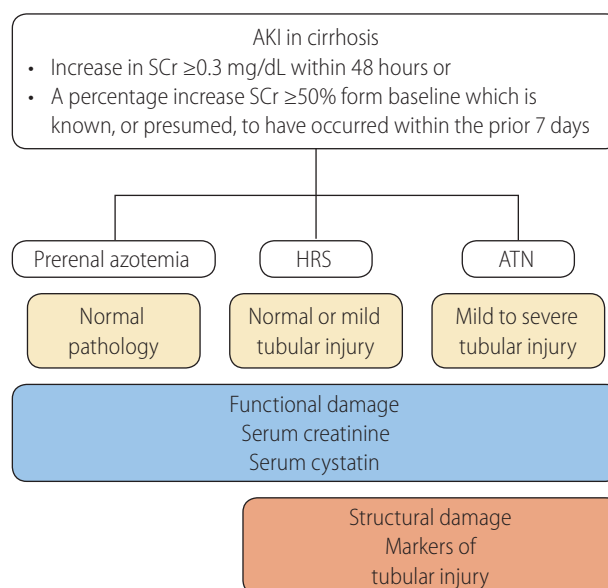 AKI in cirrhosis
• Increase in SCr ≥0.3 mg/dL within 48 hours or
• A percentage increase SCr ≥50% form baseline which is
known, or presumed, to have occurred within the prior 7 days
Prerenal azotemia
HRS
ATN
Normal
pathology
Normal or mild
tubular injury
Mild to severe
tubular injury
Functional damage
Serum creatinine
Serum cystatin
Structural damage
Markers of
tubular injury